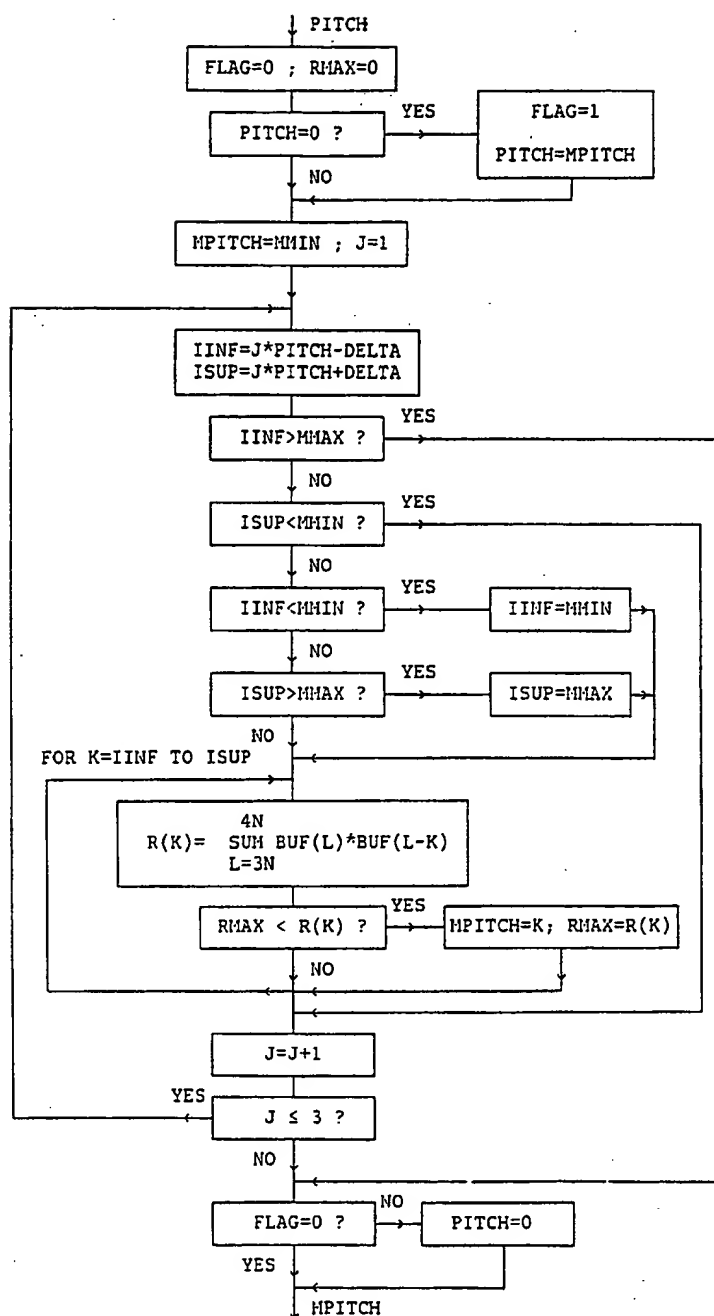 PITCH
FLAG=0 ; RMAX=0
PITCH=0 ?
YES
FLAG=1
PITCH=MPITCH
NO
MPITCH=MMIN ; J=1
IINF=J*PITCH-DELTA
ISUP=J*PITCH+DELTA
IINF>MMAX ?
YES
NO
ISUP<MMIN ?
YES
NO
IINF<MMIN ?
YES
IINF=MMIN
NO
ISUP>MMAX ?
YES
ISUP=MMAX
NO
FOR K=IINF TO ISUP
4N
R(K)= SUM BUF(L)*BUF(L-K)
L=3N
RMAX < R(K) ?
YES
MPITCH=K; RMAX=R(K)
NO
J=J+1
YES
J ≤ 3 ?
NO
FLAG=0 ?
NO
PITCH=0
YES
MPITCH